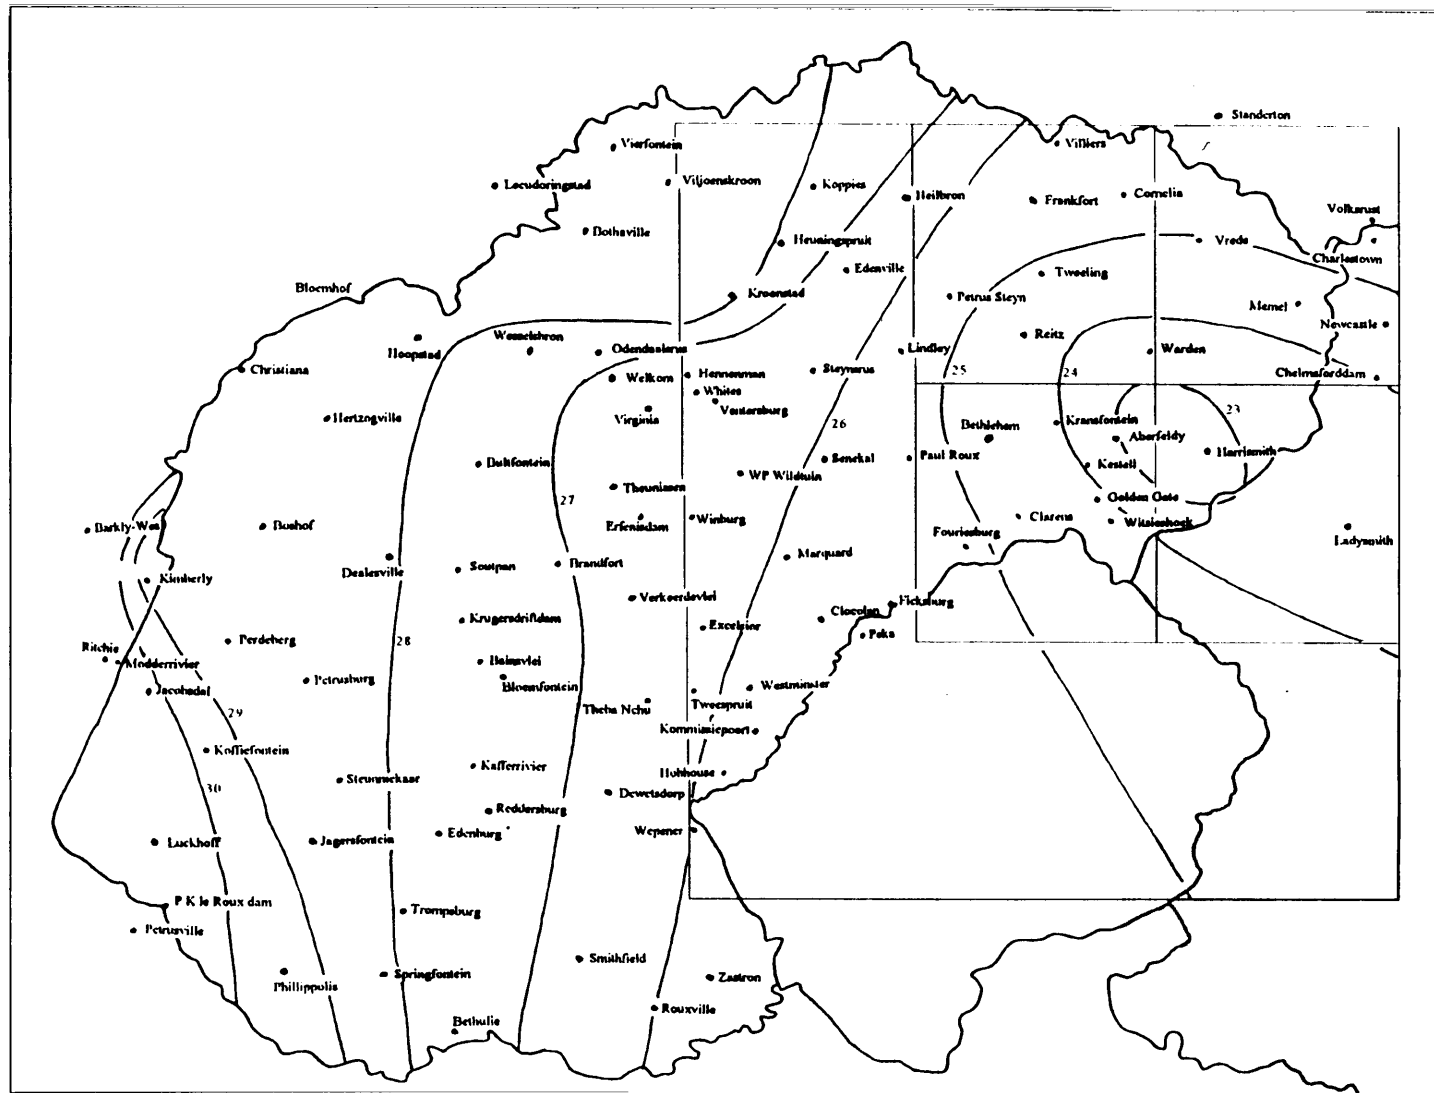 Standerton
Villiers
Vierfontein
Viljoenskroon
Leeudoringstad
Koppies
Heilbron
Frankfort
Cornelia
Volksrust
Bothaville
Heuningspruit
Vrede
Charlestown
Edenville
Tweeling
Bloemhof
Kroonstad
Petrus Steyn
Memel
Newcastle
Reitz
Hoopstad
Wesselsbron
Odendaalsrus
Lindley
Warden
Christiana
Welkom
Hennenman
Steynsrus
25
24
Chelmsforddam
Whites
Ventersburg
Hertzogville
Virginia
26
23
Bethlehem
Kransfontein
Aberfeldy
Harrismith
Bultfontein
Senekal
Paul Roux
Kestell
WP Wildtuin
Theunissen
27
Golden Gate
Barkly-Wes
Boshof
Erfenisdam
Winburg
Clarens
Witsieshoek
Fouriesburg
Ladysmith
Dealesville
Soutpan
Brandfort
Marquard
Kimberly
Verkeerdevlei
Ficksburg
Clocolan
Krugersdriftdam
Excelsior
Peka
Perdeberg
28
Ritchie
Modderrivier
Petrusburg
Bainsvlei
Bloemfontein
Westminster
Jacobsdal
29
Thaba Nchu
Tweespruit
Kommissiepoort
Koffiefontein
Kafferrivier
Hobhouse
30
Dewetsdorp
Reddersburg
Edenburg
Wepener
Luckhoff
Jagersfontein
P K le Roux dam
Trompsburg
Petrusville
Smithfield
Zastron
Phillippolis
Springfontein
Rouxville
Bethulie